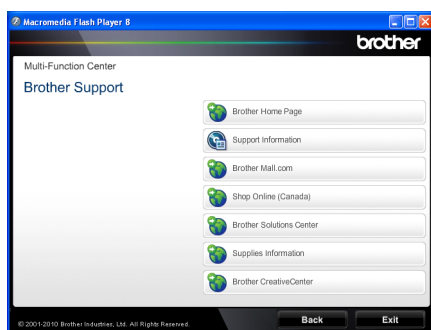 Macromedia Flash Player 8
brother
Multi-Function Center
Brother Support
Brother Home Page
Support Information
Brother Mall.com
Shop Online (Canada)
Brother Solutions Center
Supplies Information
Brother CreativeCenter
© 2001-2010 Brother Industries, Ltd. All Rights Reserved.
Back
Exit